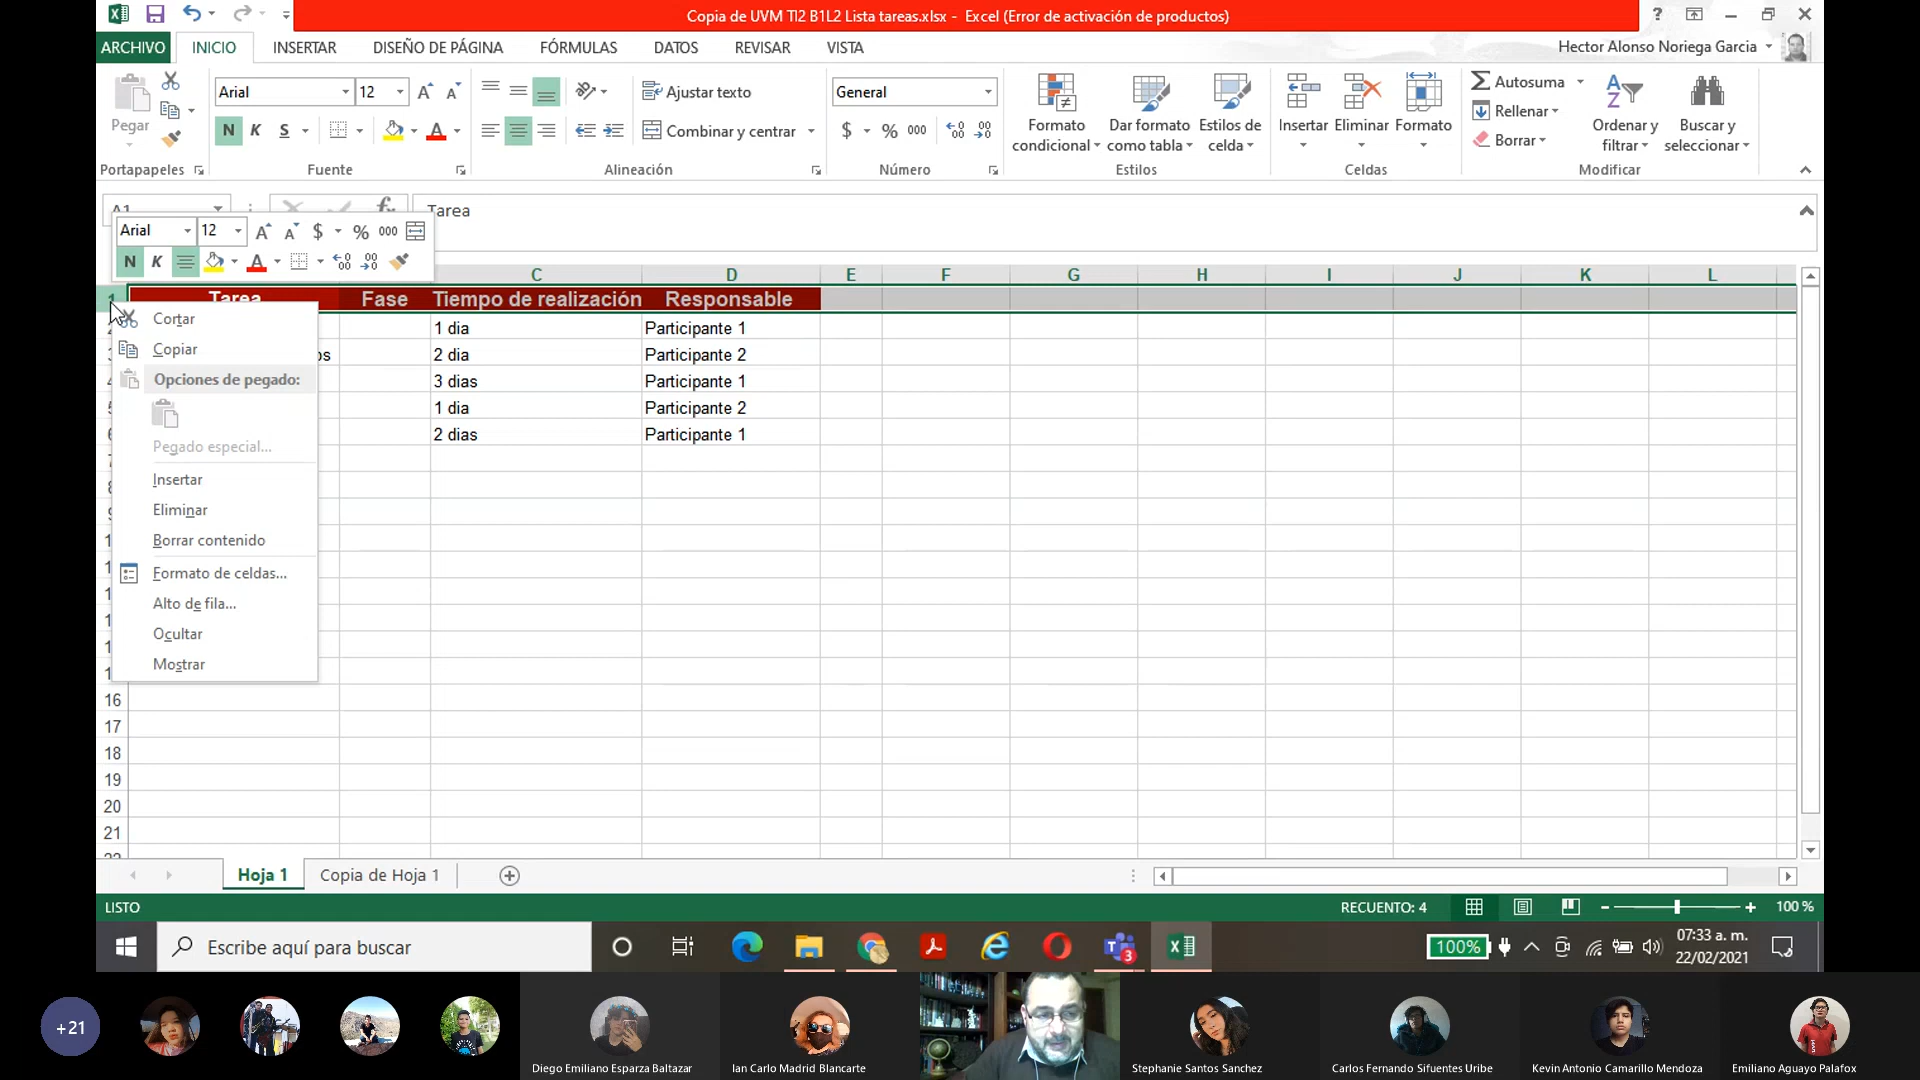 Copia de UVM TI2 B1L2 Lista tareas.xlsx - Excel (Error de activación de productos)
ARCHIVO INICIO INSERTAR DISEÑO DE PÁGINA FÓRMULAS DATOS REVISAR VISTA Hector Alonso Noriega Garcia
Arial 12 Ajustar texto General Autosuma
Pegar N K S Combinar y centrar $ % 000 Formato condicional Dar formato como tabla Estilos de celda Insertar Eliminar Formato Rellenar Borrar Ordenar y filtrar Buscar y seleccionar
Portapapeles Fuente Alineación Número Estilos Celdas Modificar
Tarea
Arial 12 $ % 000
N K
C D E F G H I J K L
Tarea Fase Tiempo de realización Responsable
1 dia Participante 1
os 2 dia Participante 2
3 dias Participante 1
1 dia Participante 2
2 dias Participante 1
Cortar
Copiar
Opciones de pegado:
Pegado especial...
Insertar
Eliminar
Borrar contenido
Formato de celdas...
Alto de fila...
Ocultar
Mostrar
16
17
18
19
20
21
Hoja 1 Copia de Hoja 1
LISTO RECUENTO: 4 100 %
Escribe aquí para buscar 3 100% 07:33 a. m.
22/02/2021
+21
Diego Emiliano Esparza Baltazar Ian Carlo Madrid Blancarte Stephanie Santos Sanchez Carlos Fernando Sifuentes Uribe Kevin Antonio Camarillo Mendoza Emiliano Aguayo Palafox